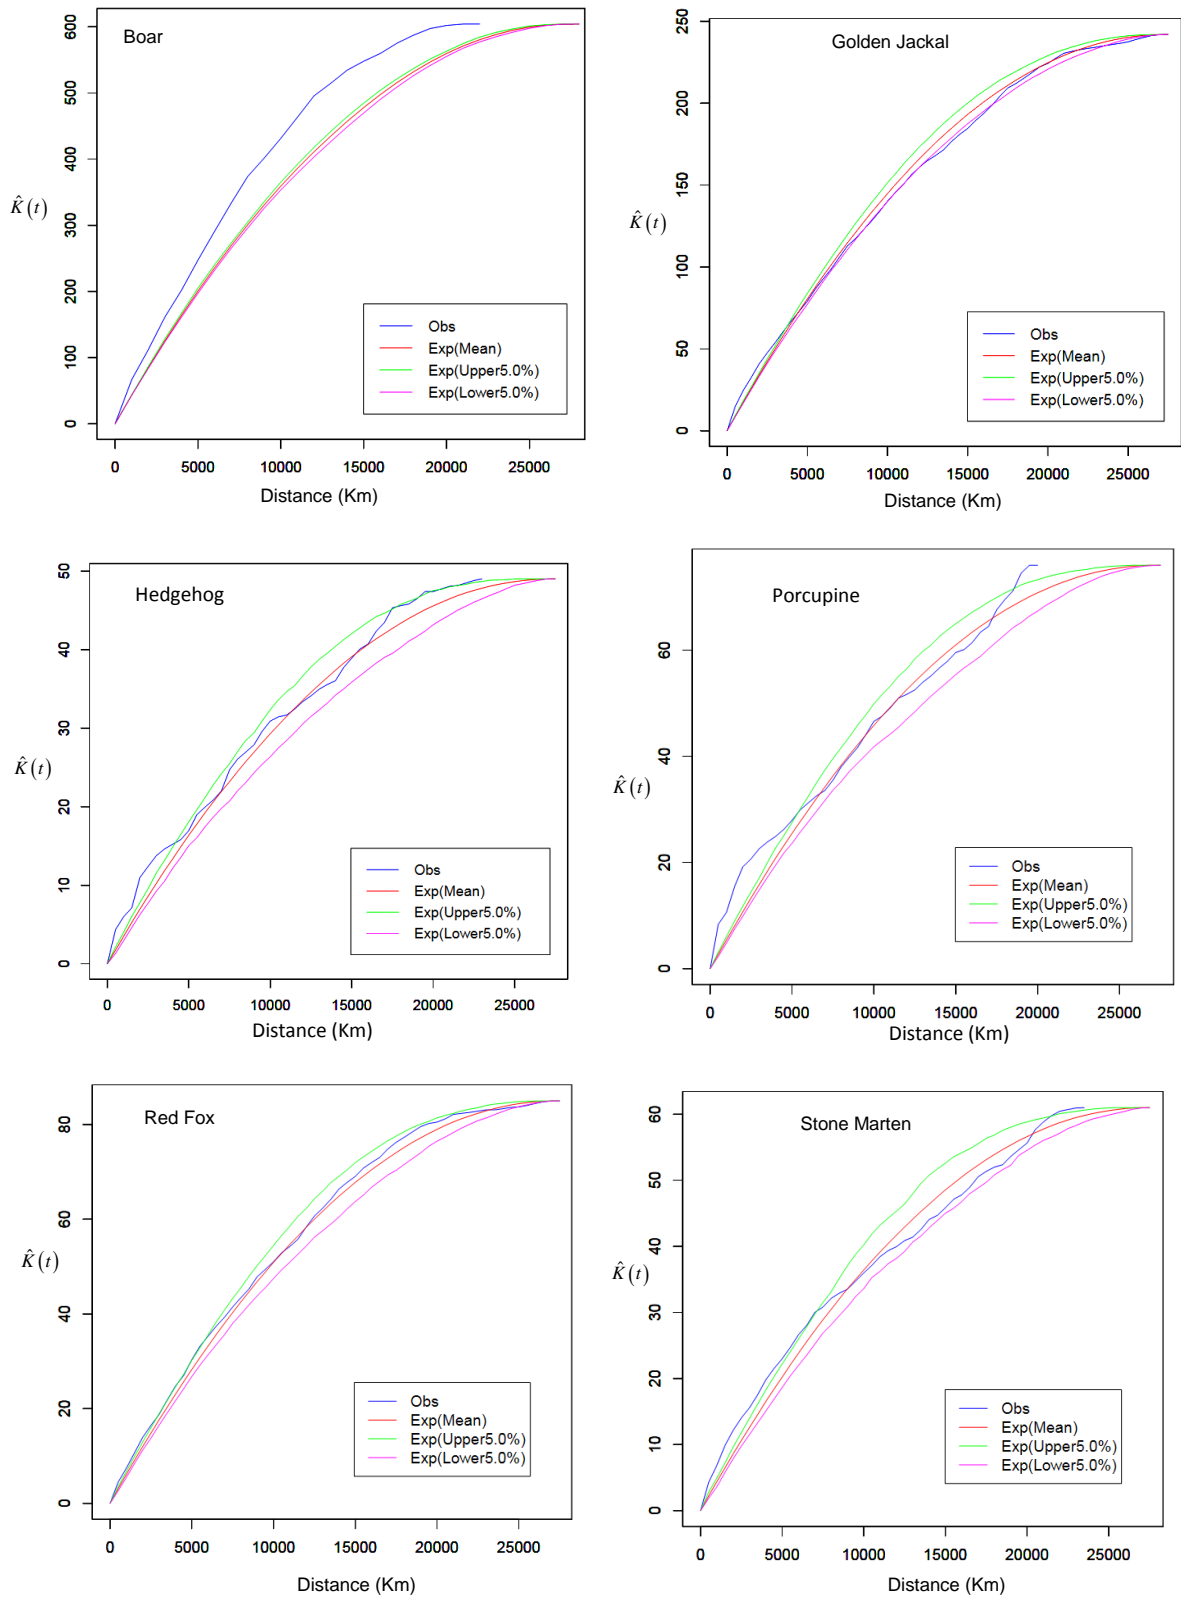 Boar
0 100 200 300 400 500 600
K̂(t)
Obs
Exp(Mean)
Exp(Upper5.0%)
Exp(Lower5.0%)
0 5000 10000 15000 20000 25000
Distance (Km)
Golden Jackal
0 50 100 150 200 250
K̂(t)
Obs
Exp(Mean)
Exp(Upper5.0%)
Exp(Lower5.0%)
0 5000 10000 15000 20000 25000
Distance (Km)
Hedgehog
0 10 20 30 40 50
K̂(t)
Obs
Exp(Mean)
Exp(Upper5.0%)
Exp(Lower5.0%)
0 5000 10000 15000 20000 25000
Distance (Km)
Porcupine
0 20 40 60
K̂(t)
Obs
Exp(Mean)
Exp(Upper5.0%)
Exp(Lower5.0%)
0 5000 10000 15000 20000 25000
Distance (Km)
Red Fox
0 20 40 60 80
K̂(t)
Obs
Exp(Mean)
Exp(Upper5.0%)
Exp(Lower5.0%)
0 5000 10000 15000 20000 25000
Distance (Km)
Stone Marten
0 10 20 30 40 50 60
K̂(t)
Obs
Exp(Mean)
Exp(Upper5.0%)
Exp(Lower5.0%)
0 5000 10000 15000 20000 25000
Distance (Km)